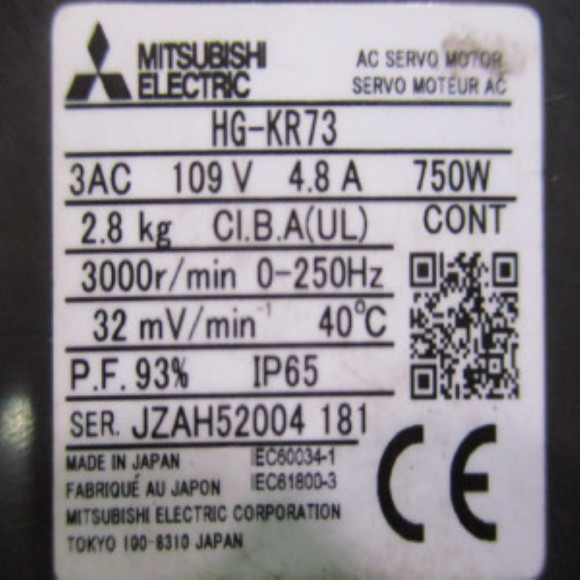 MITSUBISHI ELECTRIC
AC SERVO MOTOR
SERVO MOTEUR AC
HG-KR73
3AC 109 V 4.8 A 750W
2.8 kg CI.B.A(UL) CONT
3000r/min 0-250Hz
32 mV/min⁻¹ 40°C
P.F. 93% IP65
SER. JZAH52004 181
MADE IN JAPAN IEC60034-1
FABRIQUÉ AU JAPON IEC61800-3
MITSUBISHI ELECTRIC CORPORATION
TOKYO 100-8310 JAPAN
CE